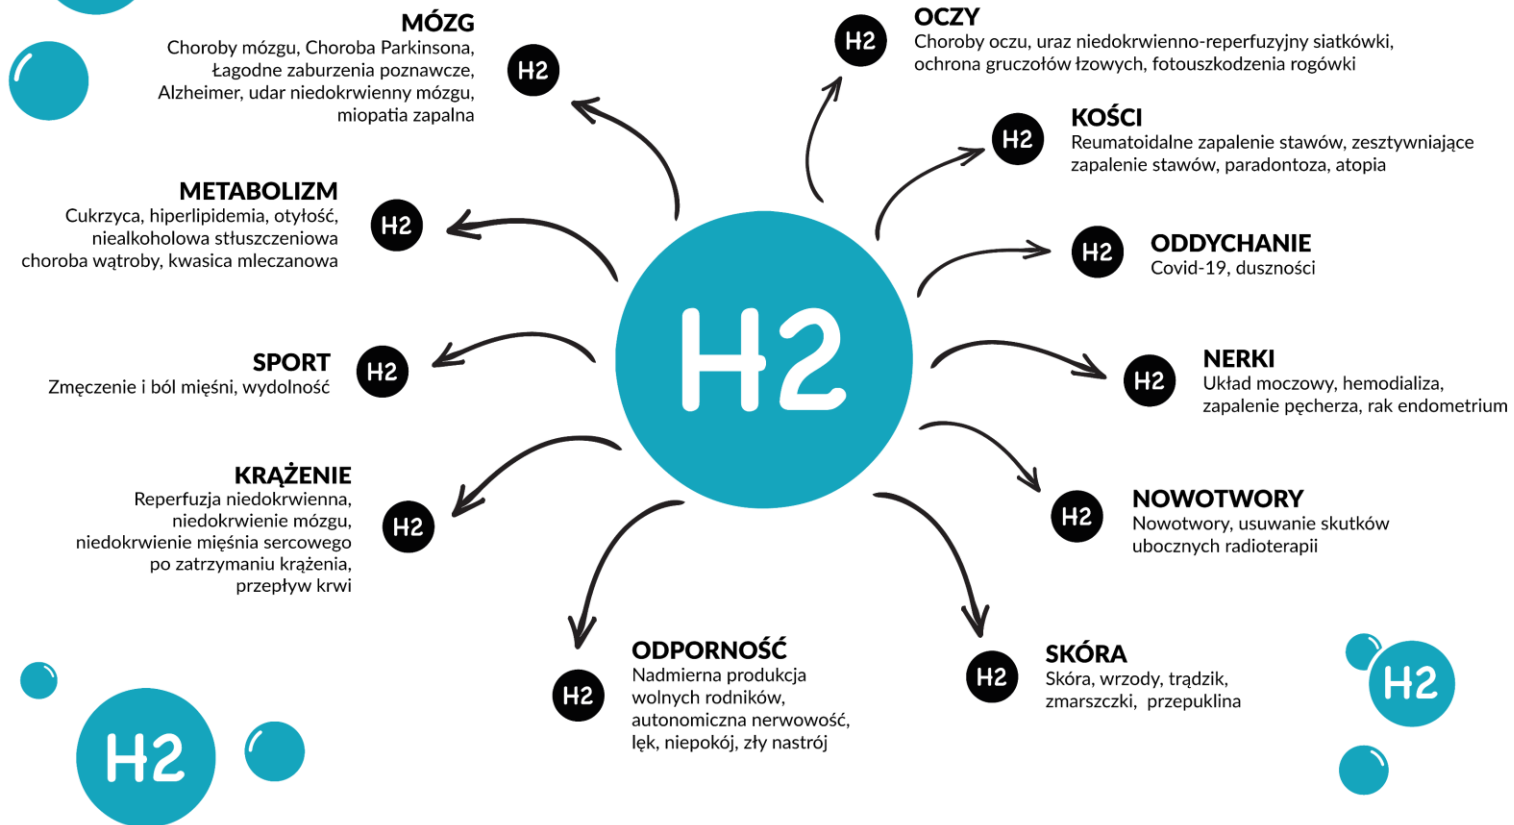 MÓZG
Choroby mózgu, Choroba Parkinsona,
Łagodne zaburzenia poznawcze,
Alzheimer, udar niedokrwienny mózgu,
miopatia zapalna
H2
H2
OCZY
Choroby oczu, uraz niedokrwienno-reperfuzyjny siatkówki,
ochrona gruczołów łzowych, fotouszkodzenia rogówki
H2
KOŚCI
Reumatoidalne zapalenie stawów, zesztywniające
zapalenie stawów, paradontoza, atopia
METABOLIZM
Cukrzyca, hiperlipidemia, otyłość,
niealkoholowa stłuszczeniowa
choroba wątroby, kwasica mleczanowa
H2
H2
ODDYCHANIE
Covid-19, duszności
H2
SPORT
Zmęczenie i ból mięśni, wydolność
H2
H2
NERKI
Układ moczowy, hemodializa,
zapalenie pęcherza, rak endometrium
KRĄŻENIE
Reperfuzja niedokrwienna,
niedokrwienie mózgu,
niedokrwienie mięśnia sercowego
po zatrzymaniu krążenia,
przepływ krwi
H2
H2
NOWOTWORY
Nowotwory, usuwanie skutków
ubocznych radioterapii
H2
ODPORNOŚĆ
Nadmierna produkcja
wolnych rodników,
autonomiczna nerwowość,
lęk, niepokój, zły nastrój
H2
SKÓRA
Skóra, wrzody, trądzik,
zmarszczki, przepuklina
H2
H2